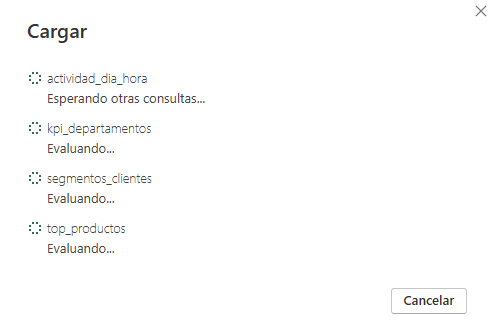 Cargar
actividad_dia_hora
Esperando otras consultas...
kpi_departamentos
Evaluando...
segmentos_clientes
Evaluando...
top_productos
Evaluando...
Cancelar